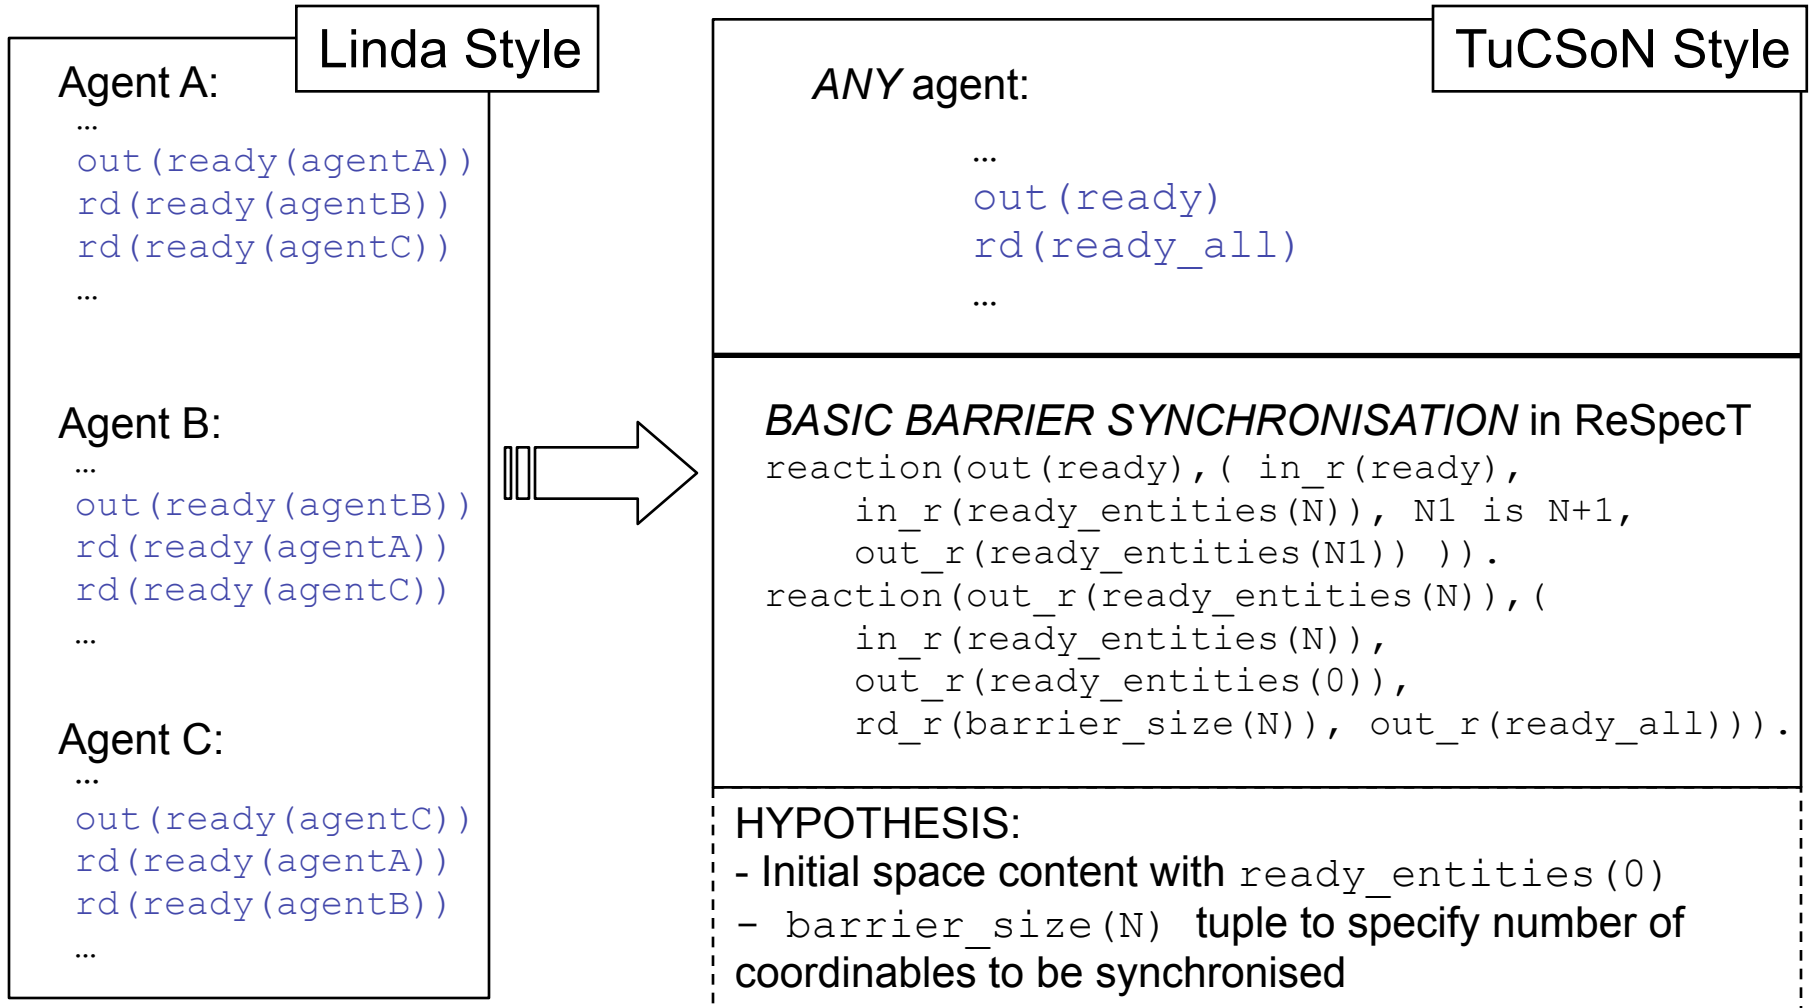 Linda Style
Agent A:
…
out(ready(agentA))
rd(ready(agentB))
rd(ready(agentC))
…
Agent B:
…
out(ready(agentB))
rd(ready(agentA))
rd(ready(agentC))
…
Agent C:
…
out(ready(agentC))
rd(ready(agentA))
rd(ready(agentB))
…
TuCSoN Style
ANY agent:
…
out(ready)
rd(ready_all)
…
BASIC BARRIER SYNCHRONISATION in ReSpecT
reaction(out(ready),( in_r(ready),
in_r(ready_entities(N)), N1 is N+1,
out_r(ready_entities(N1)) )).
reaction(out_r(ready_entities(N)),(
in_r(ready_entities(N)),
out_r(ready_entities(0)),
rd_r(barrier_size(N)), out_r(ready_all))).
HYPOTHESIS:
- Initial space content with ready_entities(0)
- barrier_size(N) tuple to specify number of
coordinables to be synchronised